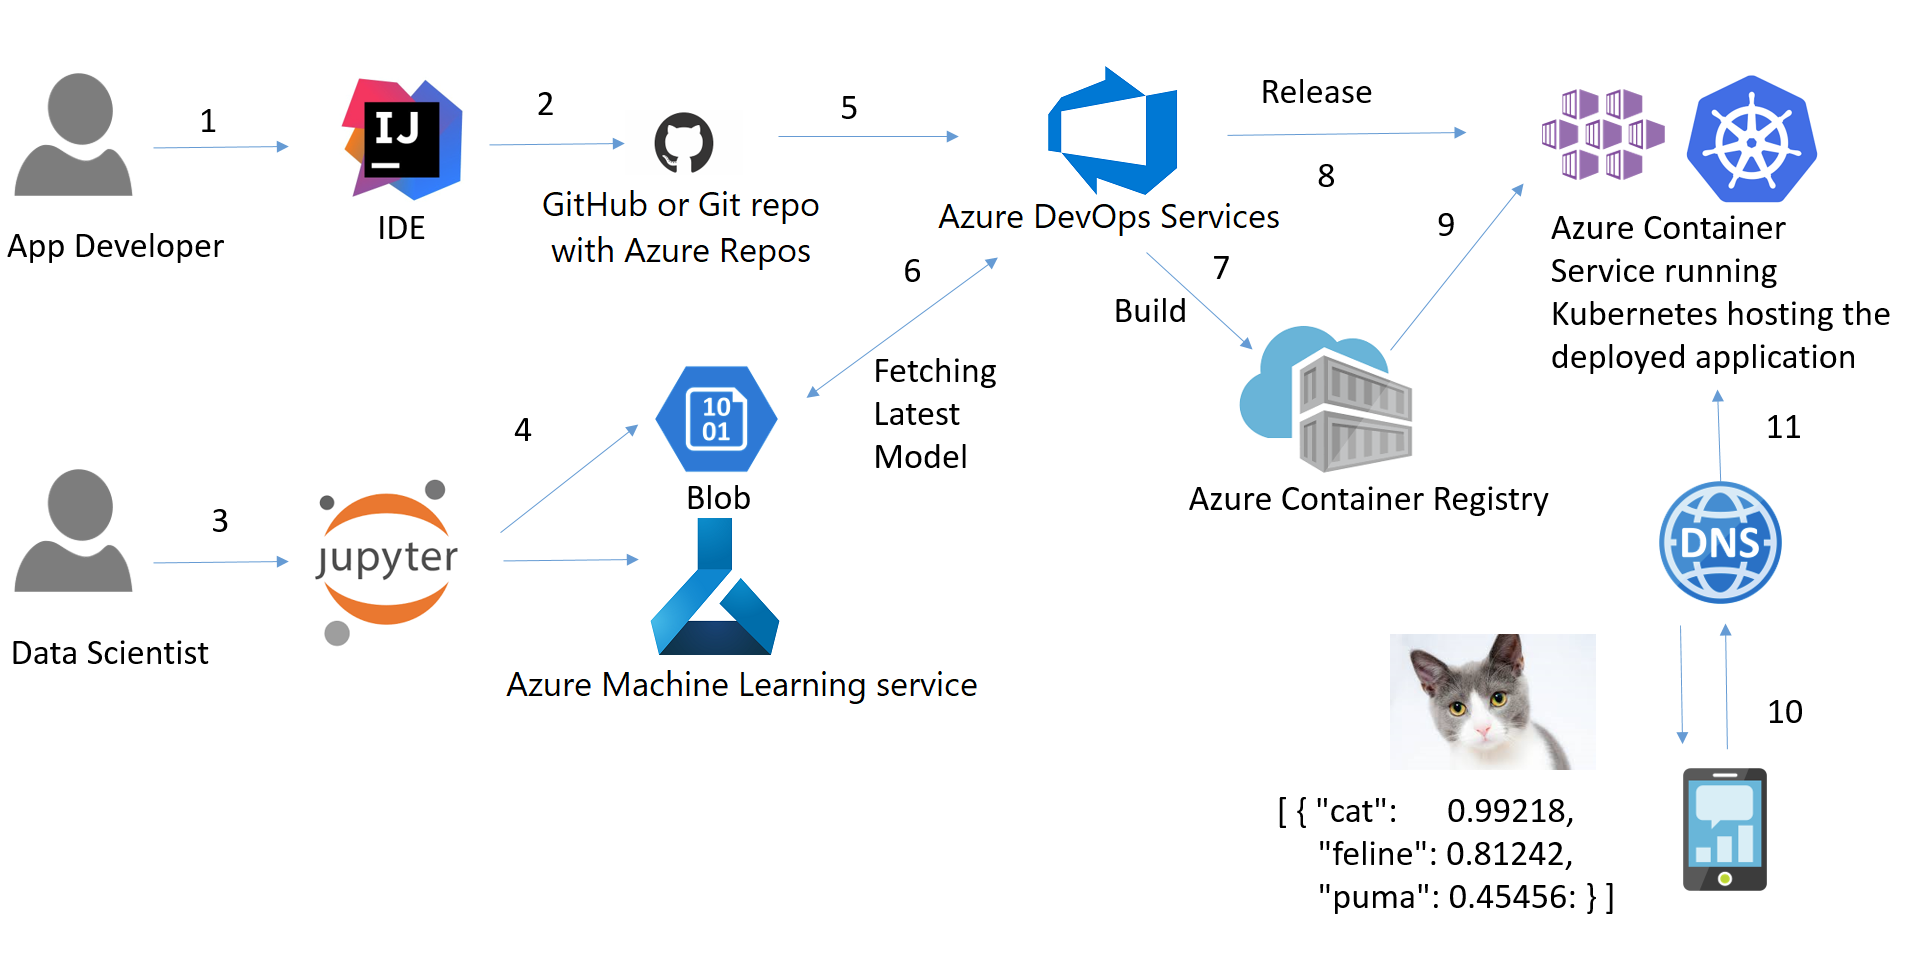 1
2
5
Release
8
9
IJ
App Developer
IDE
GitHub or Git repo
with Azure Repos
Azure DevOps Services
6
7
Build
Azure Container
Service running
Kubernetes hosting the
deployed application
3
4
10
01
Blob
Fetching
Latest
Model
Azure Container Registry
11
DNS
jupyter
Data Scientist
Azure Machine Learning service
10
[ { "cat": 0.99218,
"feline": 0.81242,
"puma": 0.45456: } ]